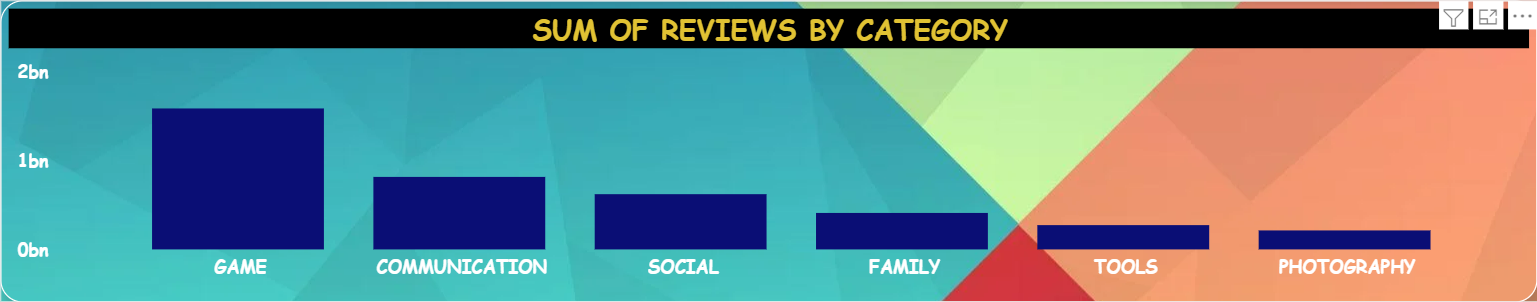 SUM OF REVIEWS BY CATEGORY
2bn
1bn
0bn
GAME COMMUNICATION SOCIAL FAMILY TOOLS PHOTOGRAPHY